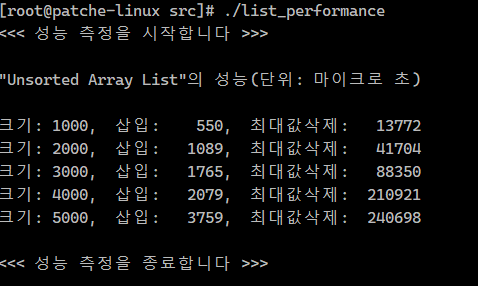 [root@patche-linux src]# ./list_performance
<<< 성능 측정을 시작합니다 >>>
"Unsorted Array List"의 성능(단위: 마이크로 초)
크기: 1000, 삽입: 550, 최대값삭제: 13772
크기: 2000, 삽입: 1089, 최대값삭제: 41704
크기: 3000, 삽입: 1765, 최대값삭제: 88350
크기: 4000, 삽입: 2079, 최대값삭제: 210921
크기: 5000, 삽입: 3759, 최대값삭제: 240698
<<< 성능 측정을 종료합니다 >>>